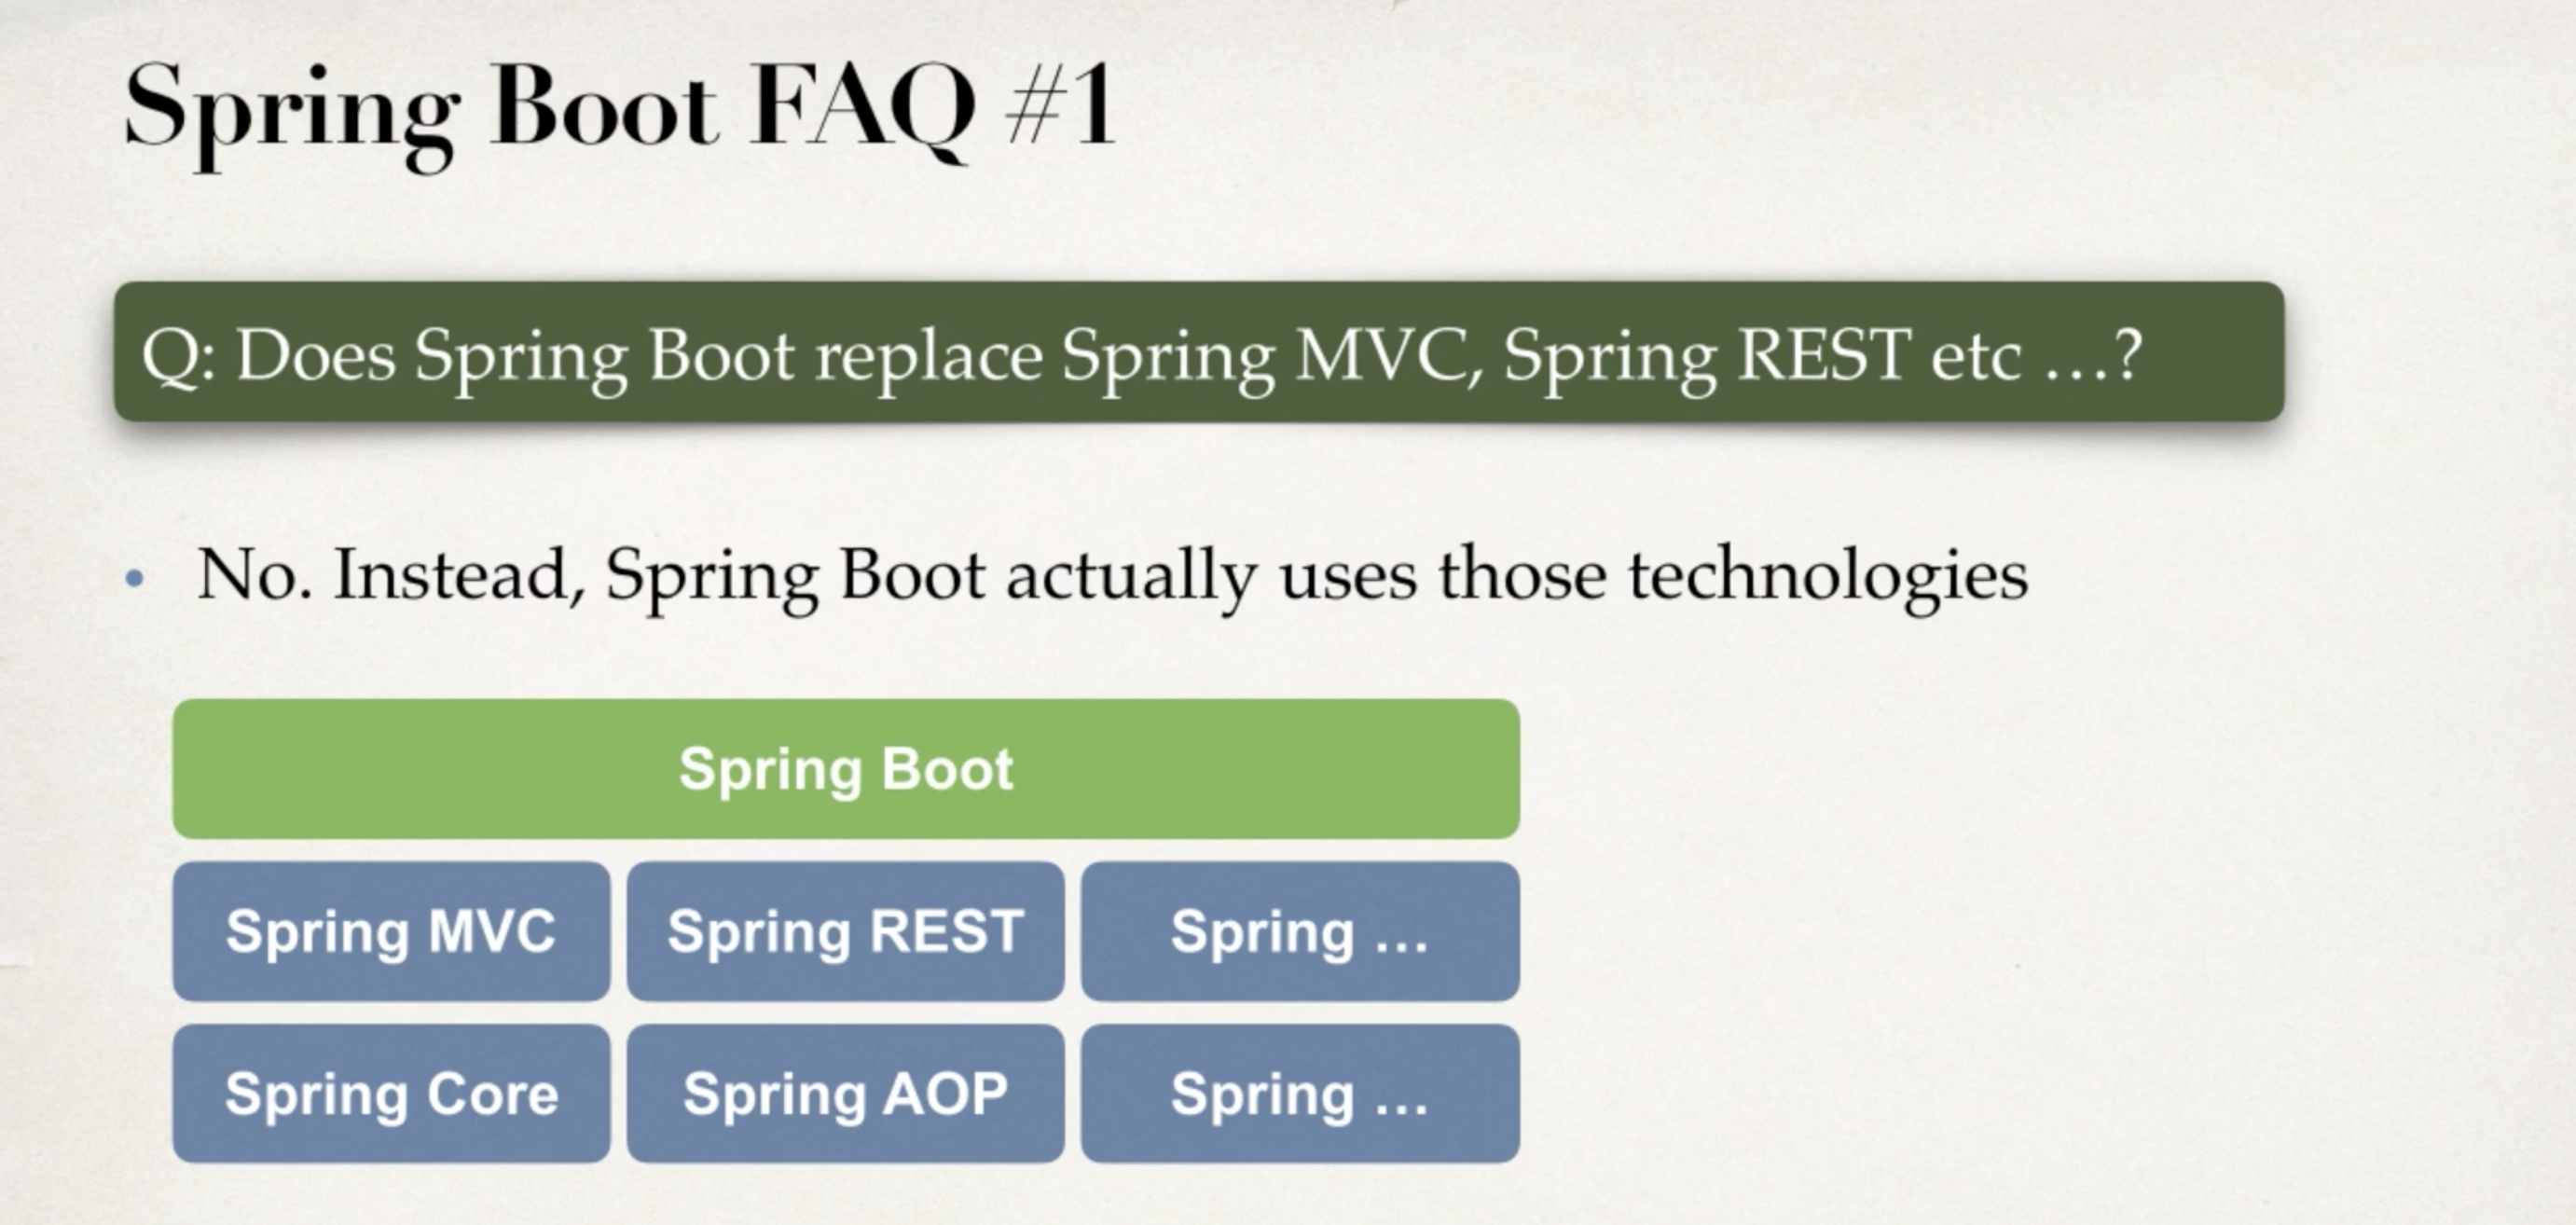 Spring Boot FAQ #1
Q: Does Spring Boot replace Spring MVC, Spring REST etc …?
• No. Instead, Spring Boot actually uses those technologies
Spring Boot
Spring MVC
Spring REST
Spring …
Spring Core
Spring AOP
Spring …